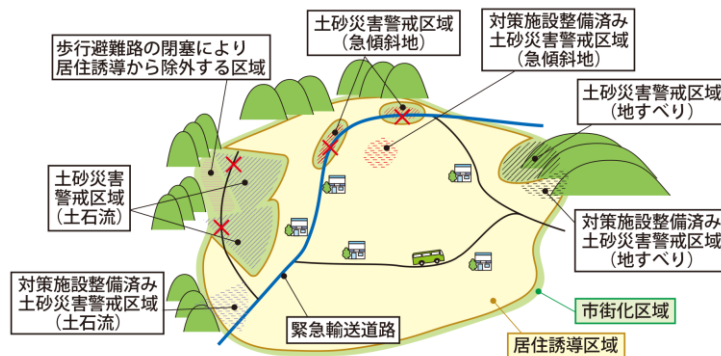 土砂災害警戒区域
（急傾斜地）
対策施設整備済み
土砂災害警戒区域
（急傾斜地）
歩行避難路の閉塞により
居住誘導から除外する区域
土砂災害警戒区域
（地すべり）
土砂災害
警戒区域
（土石流）
対策施設整備済み
土砂災害警戒区域
（地すべり）
対策施設整備済み
土砂災害警戒区域
（土石流）
緊急輸送道路
市街化区域
居住誘導区域